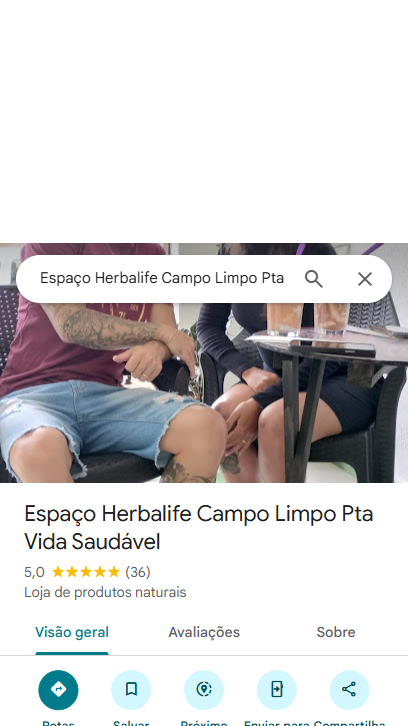 Espaço Herbalife Campo Limpo Pta
Espaço Herbalife Campo Limpo Pta
Vida Saudável
5,0 (36)
Loja de produtos naturais
Visão geral Avaliações Sobre
Rotas Salvar Próximo Enviar para Compartilha